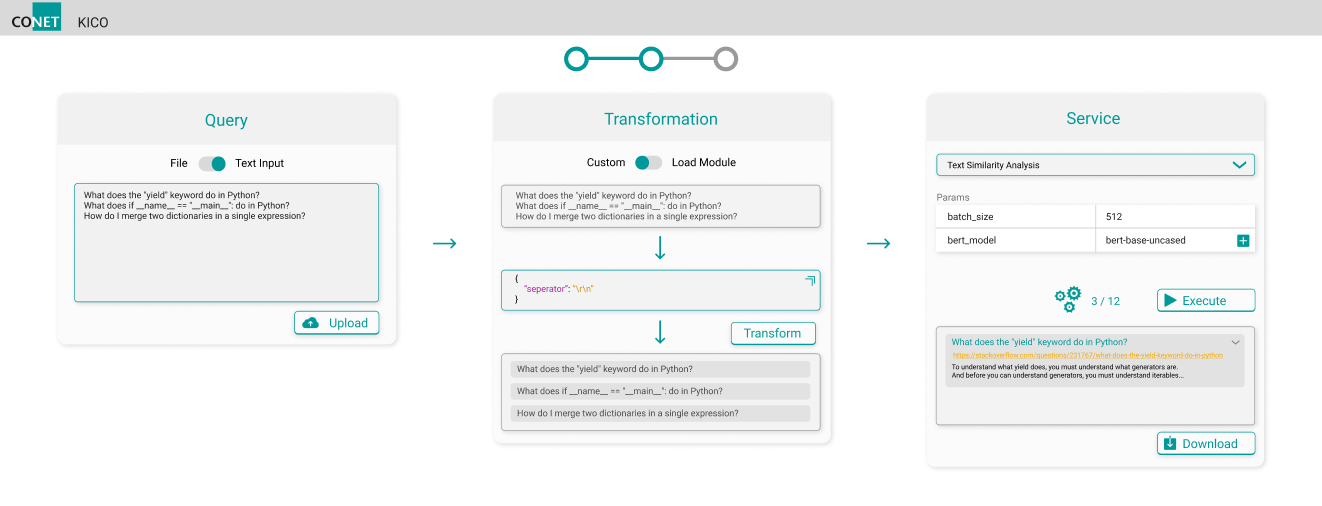 CONET KICO
Query
File Text Input
What does the "yield" keyword do in Python?
What does if __name__ == "__main__": do in Python?
How do I merge two dictionaries in a single expression?
Upload
Transformation
Custom Load Module
What does the "yield" keyword do in Python?
What does if __name__ == "__main__": do in Python?
How do I merge two dictionaries in a single expression?
{
"seperator": "\r\n"
}
Transform
What does the "yield" keyword do in Python?
What does if __name__ == "__main__": do in Python?
How do I merge two dictionaries in a single expression?
Service
Text Similarity Analysis
Params
batch_size 512
bert_model bert-base-uncased
3 / 12
Execute
What does the "yield" keyword do in Python?
https://stackoverflow.com/questions/231767/what-does-the-yield-keyword-do-in-python
To understand what yield does, you must understand what generators are.
And before you can understand generators, you must understand iterables...
Download